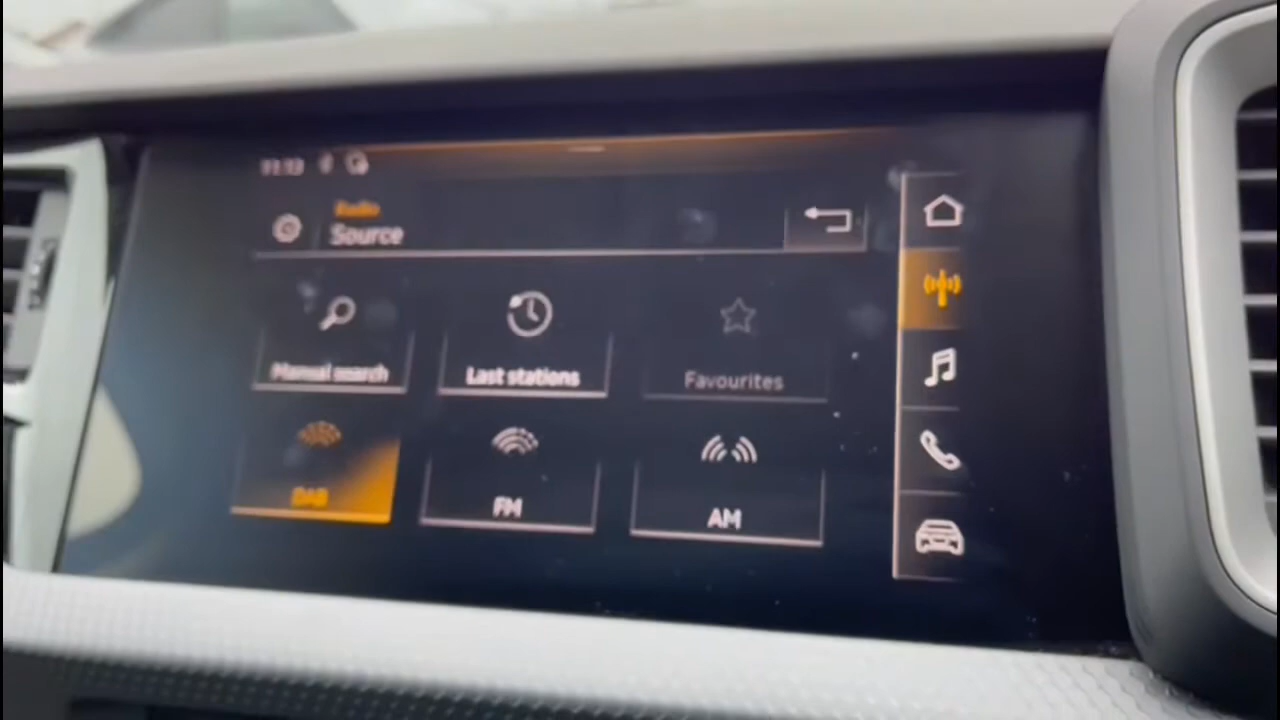 Radio
Source
Manual search
Last stations
Favourites
DAB
FM
AM